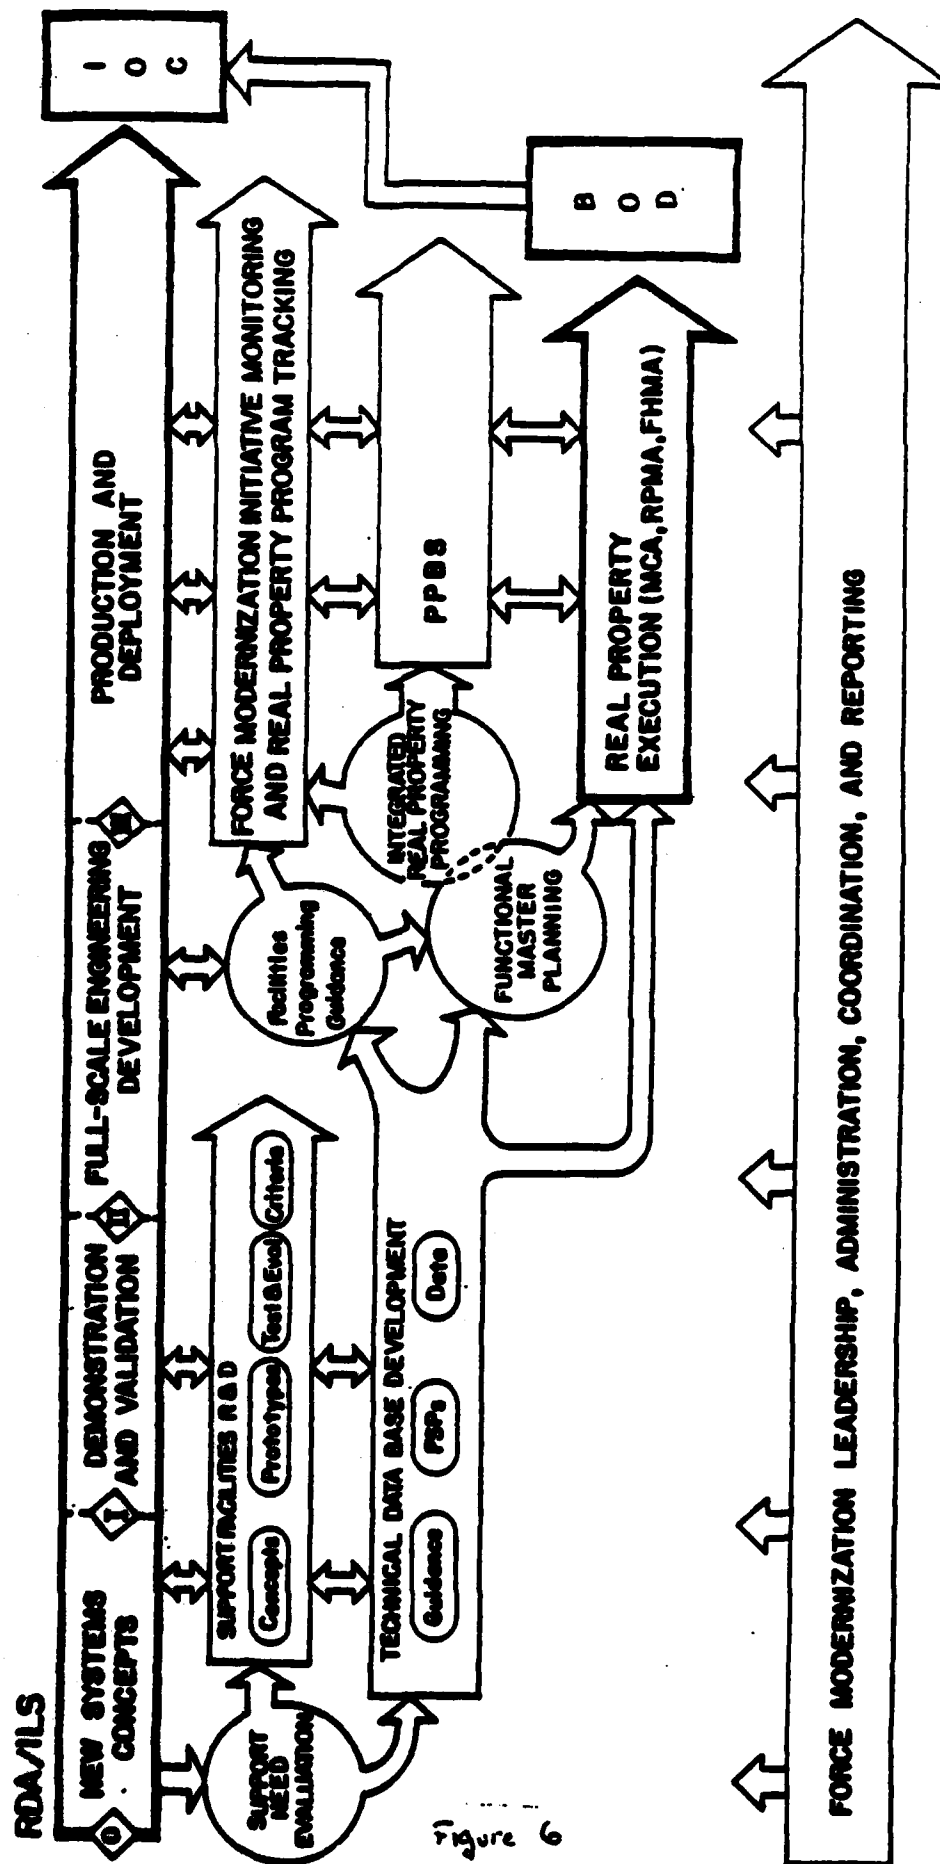 RDA/ILS
O
NEW SYSTEMS
CONCEPTS
I
DEMONSTRATION
AND VALIDATION
II
FULL-SCALE ENGINEERING
DEVELOPMENT
III
PRODUCTION AND
DEPLOYMENT
I
O
C
SUPPORT
NEED
EVALUATION
SUPPORT FACILITIES R & D
Concepts
Prototypes
Test & Eval
Criteria
Facilities
Programming
Guidance
FORCE MODERNIZATION INITIATIVE MONITORING
AND REAL PROPERTY PROGRAM TRACKING
TECHNICAL DATA BASE DEVELOPMENT
Guidance
PSPs
Data
INTEGRATED
REAL PROPERTY
PROGRAMMING
PPBS
FUNCTIONAL
MASTER
PLANNING
REAL PROPERTY
EXECUTION (MCA, RPMA, FHMA)
B
O
D
FORCE MODERNIZATION LEADERSHIP, ADMINISTRATION, COORDINATION, AND REPORTING
Figure 6